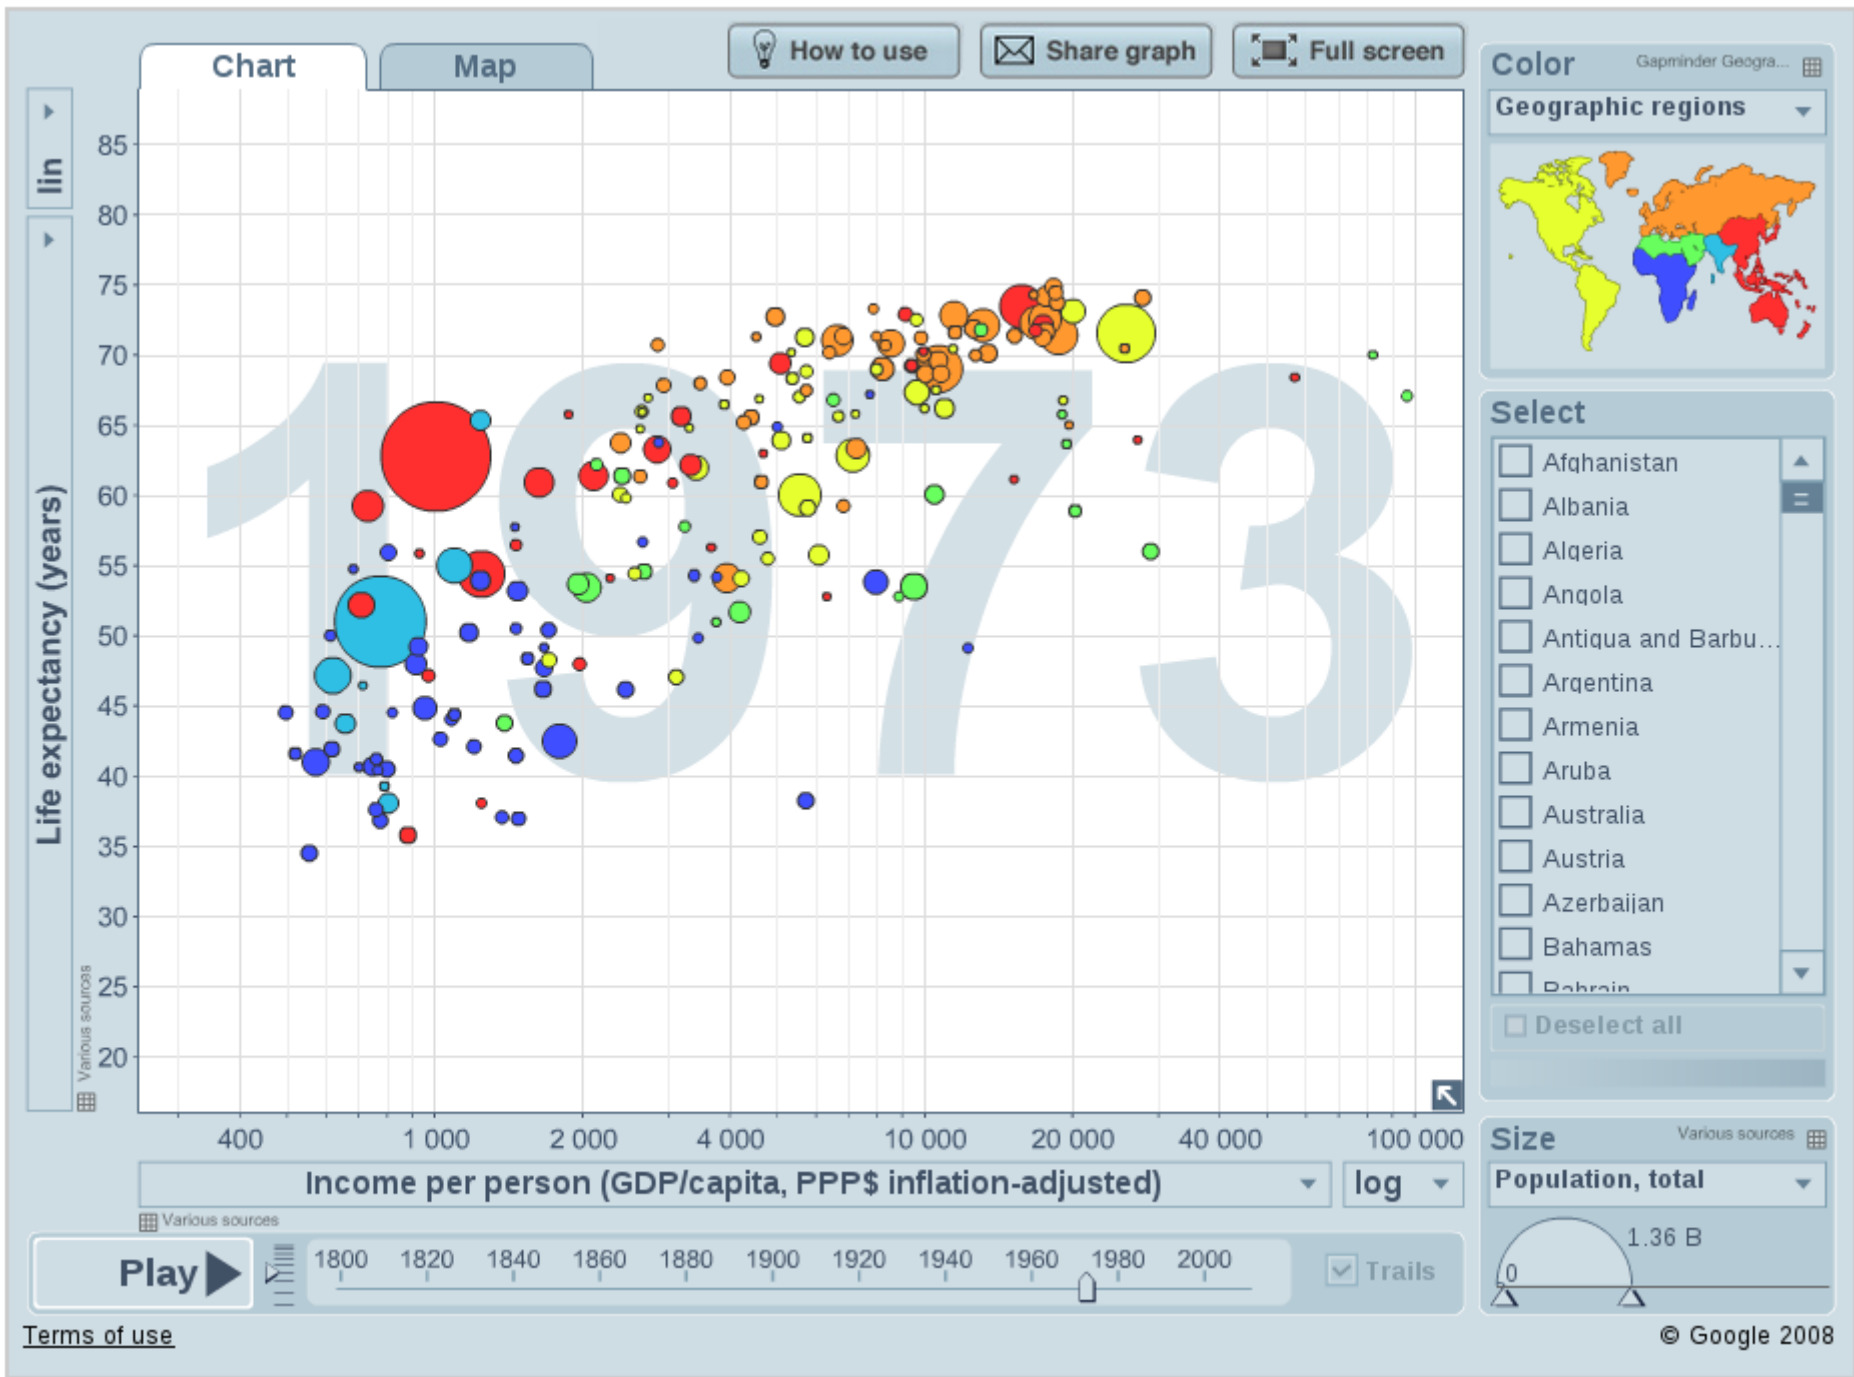 Chart
Map
How to use
Share graph
Full screen
lin
Life expectancy (years)
Various sources
1973
85
80
75
70
65
60
55
50
45
40
35
30
25
20
400
1 000
2 000
4 000
10 000
20 000
40 000
100 000
Income per person (GDP/capita, PPP$ inflation-adjusted)
log
Various sources
Play
1800
1820
1840
1860
1880
1900
1920
1940
1960
1980
2000
Trails
Terms of use
Color
Gapminder Geogra...
Geographic regions
Select
Afghanistan
Albania
Algeria
Angola
Antigua and Barbu...
Argentina
Armenia
Aruba
Australia
Austria
Azerbaijan
Bahamas
Bahrain
Deselect all
Size
Various sources
Population, total
1.36 B
0
© Google 2008